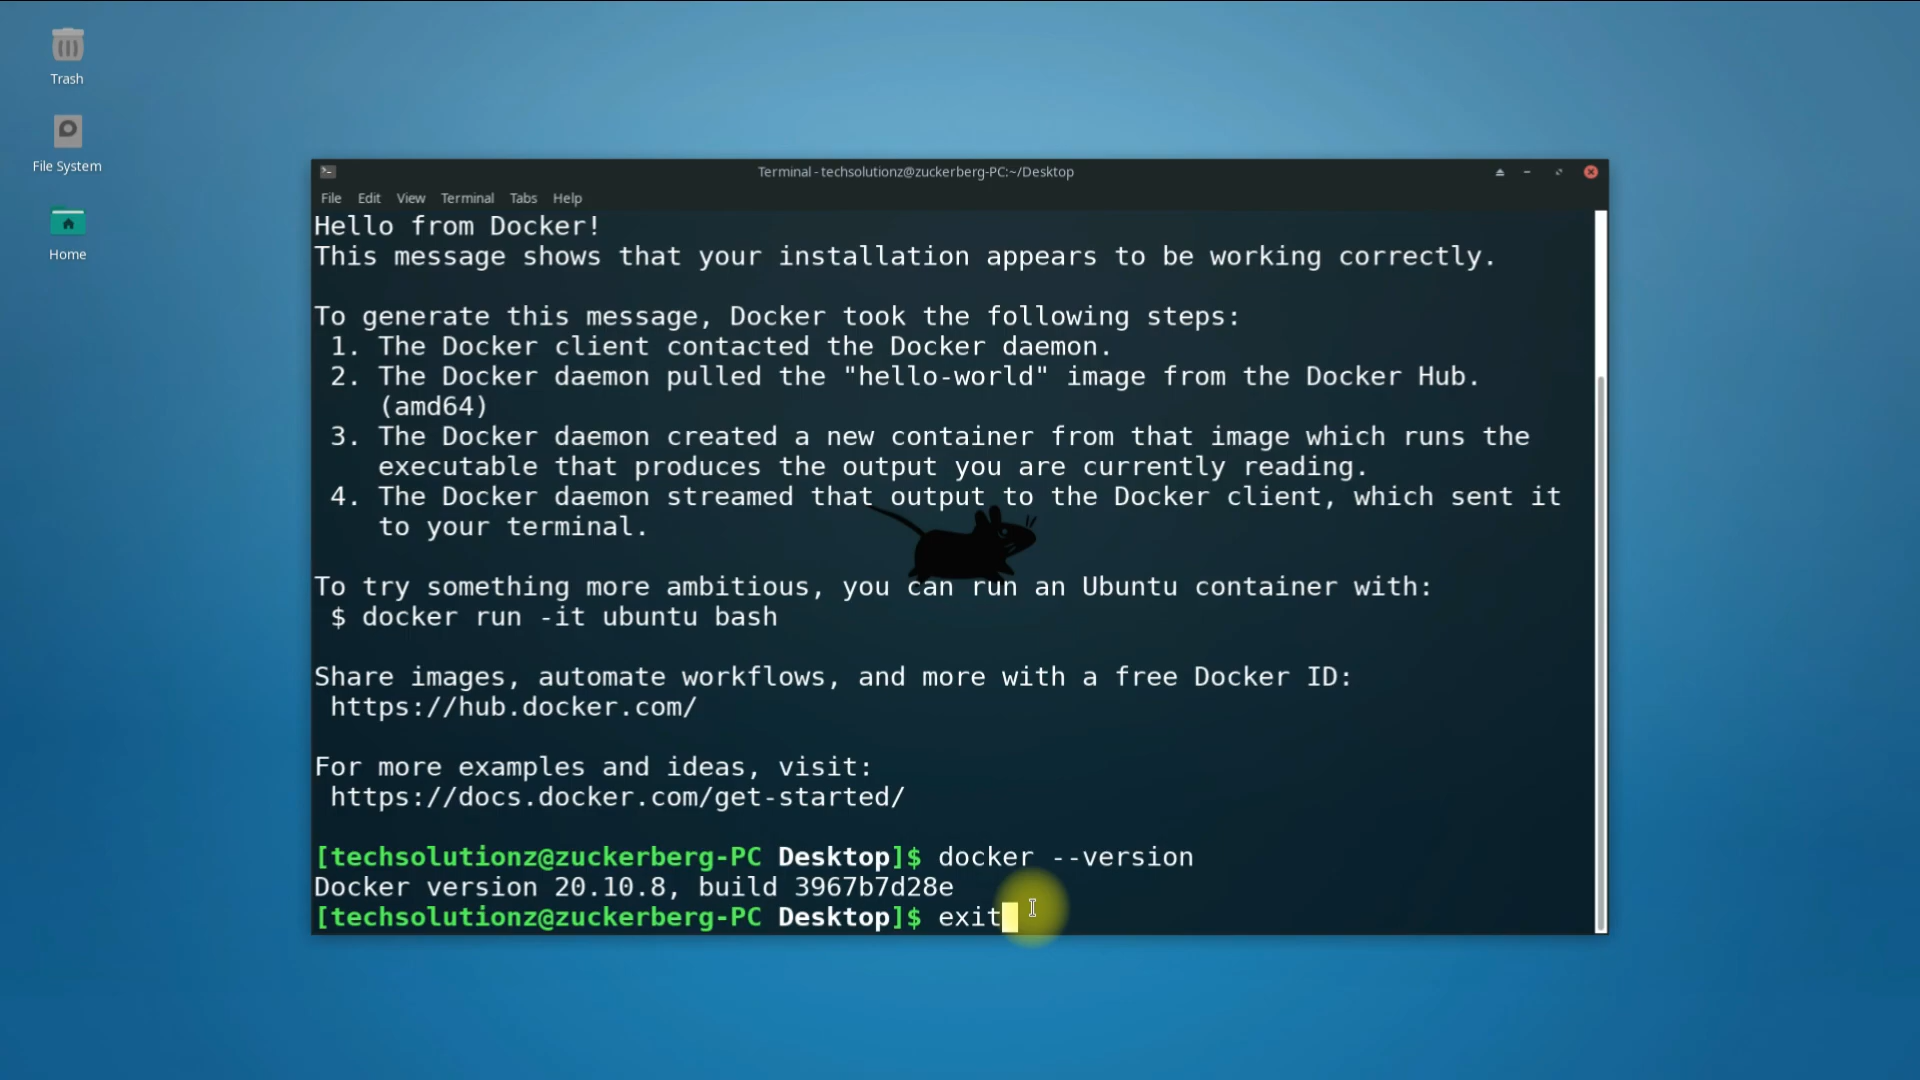 Trash
File System
Home
Terminal - techsolutionz@zuckerberg-PC:~/Desktop
File Edit View Terminal Tabs Help
Hello from Docker!
This message shows that your installation appears to be working correctly.
To generate this message, Docker took the following steps:
1. The Docker client contacted the Docker daemon.
2. The Docker daemon pulled the "hello-world" image from the Docker Hub.
(amd64)
3. The Docker daemon created a new container from that image which runs the
executable that produces the output you are currently reading.
4. The Docker daemon streamed that output to the Docker client, which sent it
to your terminal.
To try something more ambitious, you can run an Ubuntu container with:
$ docker run -it ubuntu bash
Share images, automate workflows, and more with a free Docker ID:
https://hub.docker.com/
For more examples and ideas, visit:
https://docs.docker.com/get-started/
[techsolutionz@zuckerberg-PC Desktop]$ docker --version
Docker version 20.10.8, build 3967b7d28e
[techsolutionz@zuckerberg-PC Desktop]$ exit